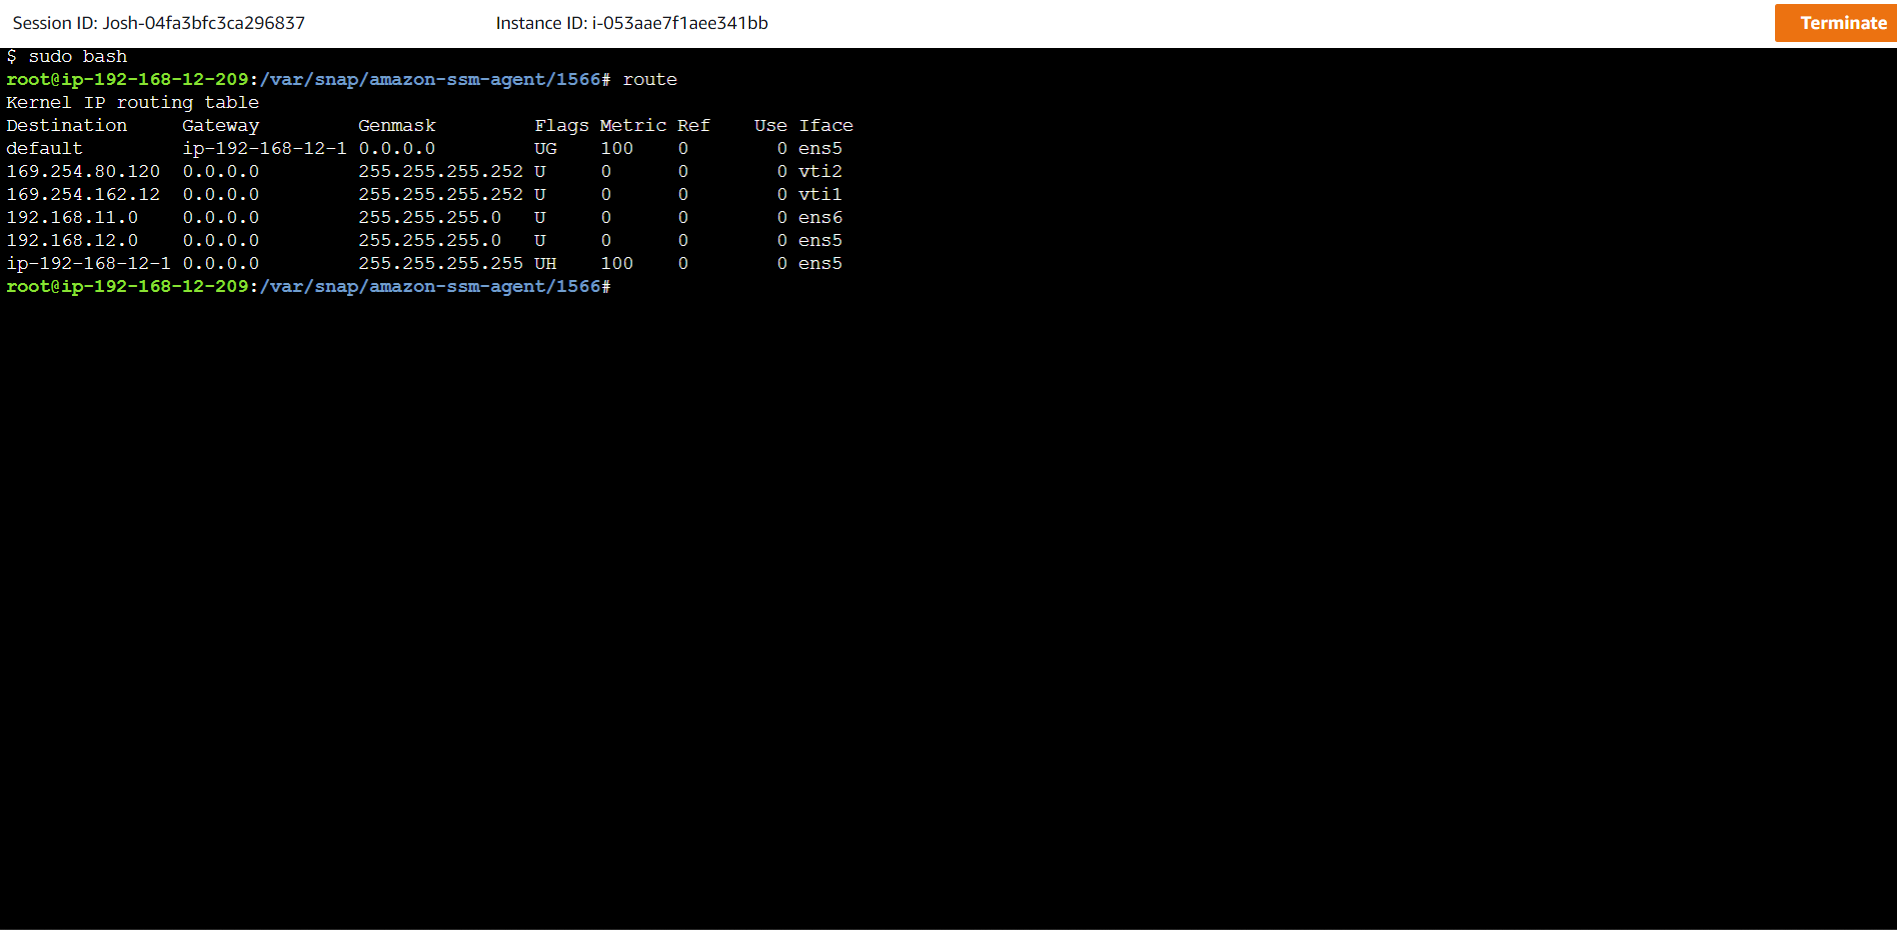 Session ID: Josh-04fa3bfc3ca296837 Instance ID: i-053aae7f1aee341bb Terminate
$ sudo bash
root@ip-192-168-12-209:/var/snap/amazon-ssm-agent/1566# route
Kernel IP routing table
Destination     Gateway         Genmask         Flags Metric Ref    Use Iface
default         ip-192-168-12-1 0.0.0.0         UG    100    0        0 ens5
169.254.80.120  0.0.0.0         255.255.255.252 U     0      0        0 vti2
169.254.162.12  0.0.0.0         255.255.255.252 U     0      0        0 vti1
192.168.11.0    0.0.0.0         255.255.255.0   U     0      0        0 ens6
192.168.12.0    0.0.0.0         255.255.255.0   U     0      0        0 ens5
ip-192-168-12-1 0.0.0.0         255.255.255.255 UH    100    0        0 ens5
root@ip-192-168-12-209:/var/snap/amazon-ssm-agent/1566#